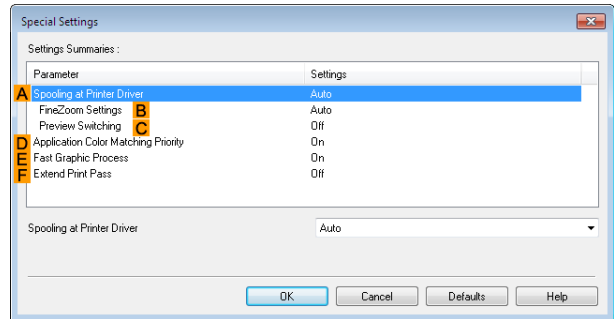 Special Settings
Settings Summaries :
Parameter Settings
A Spooling at Printer Driver Auto
FineZoom Settings B Auto
Preview Switching C Off
D Application Color Matching Priority On
E Fast Graphic Process On
F Extend Print Pass Off
Spooling at Printer Driver Auto
OK Cancel Defaults Help